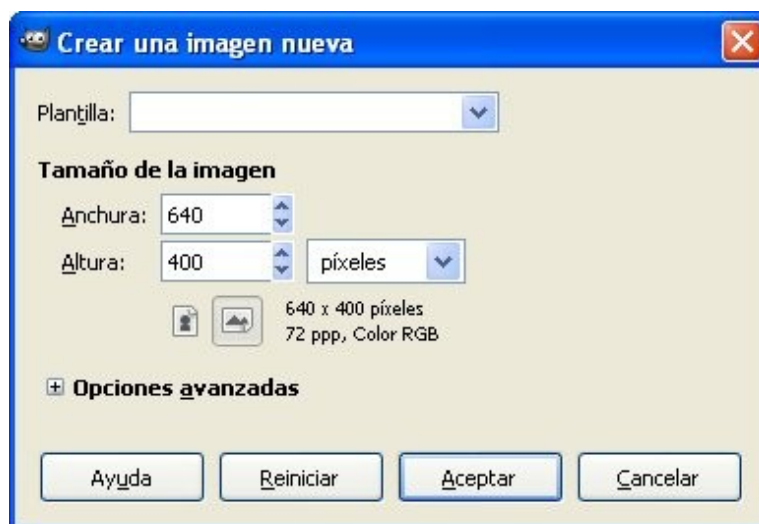 Crear una imagen nueva
Plantilla:
Tamaño de la imagen
Anchura: 640
Altura: 400 píxeles
640 x 400 píxeles
72 ppp, Color RGB
Opciones avanzadas
Ayuda Reiniciar Aceptar Cancelar